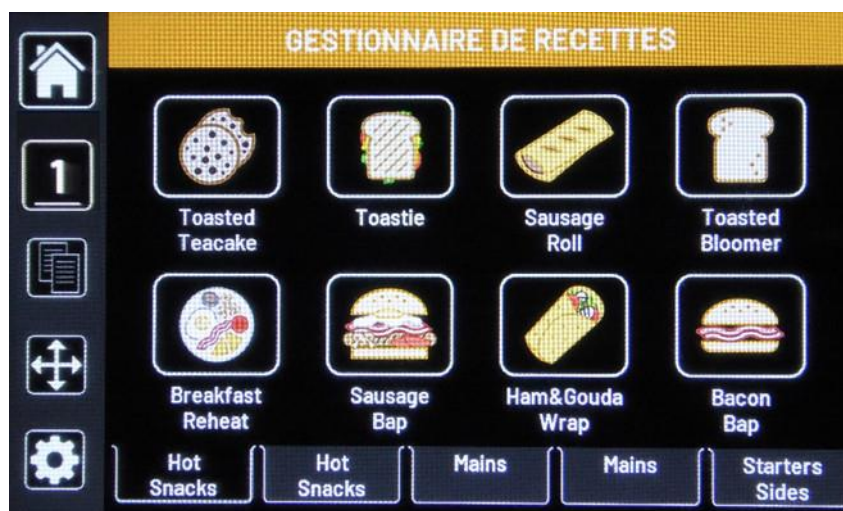 GESTIONNAIRE DE RECETTES
1
Toasted
Teacake
Toastie
Sausage
Roll
Toasted
Bloomer
Breakfast
Reheat
Sausage
Bap
Ham&Gouda
Wrap
Bacon
Bap
Hot
Snacks
Hot
Snacks
Mains
Mains
Starters
Sides